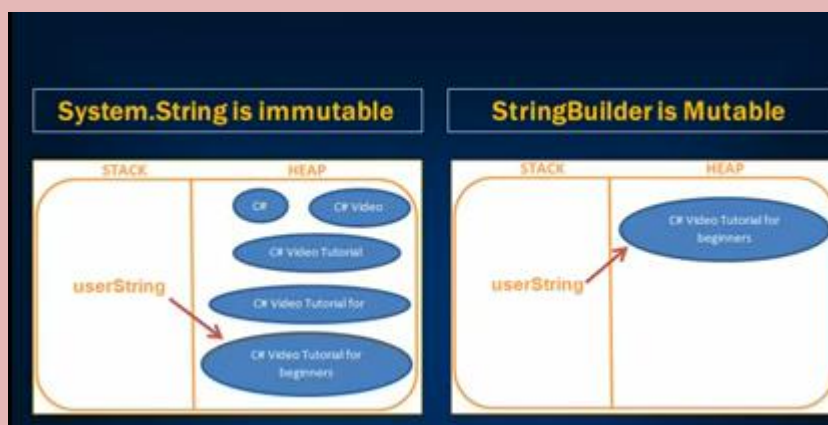 System.String is immutable
StringBuilder is Mutable
STACK
HEAP
C#
C# Video
C# Video Tutorial
userString
C# Video Tutorial for
C# Video Tutorial for
beginners
STACK
HEAP
C# Video Tutorial for
beginners
userString